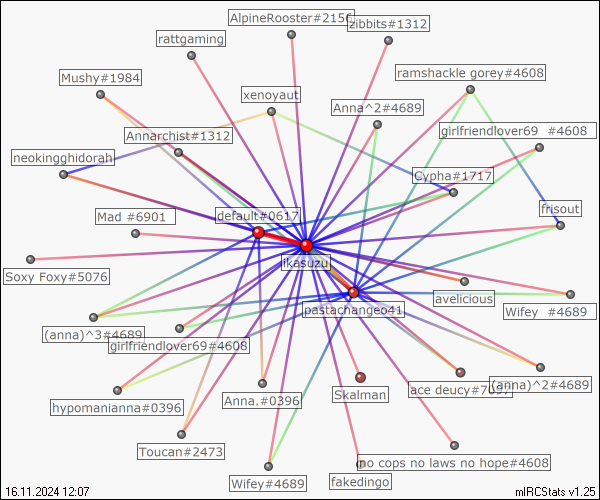 AlpineRooster#2156
zibbits#1312
rattgaming
Mushy#1984
ramshackle gorey#4608
xenoyaut
Anna^2#4689
Annarchist#1312
girlfriendlover69 #4608
neokingghidorah
Cypha#1717
Mad #6901
default#0617
frisout
ikasuzu
Soxy Foxy#5076
avelicious
pastachangeo41
Wifey #4689
(anna)^3#4689
girlfriendlover69#4608
Skalman
ace deucy#7097
(anna)^2#4689
hypomanianna#0396
Anna.#0396
Toucan#2473
no cops no laws no hope#4608
Wifey#4689
fakedingo
16.11.2024 12:07
mIRCStats v1.25